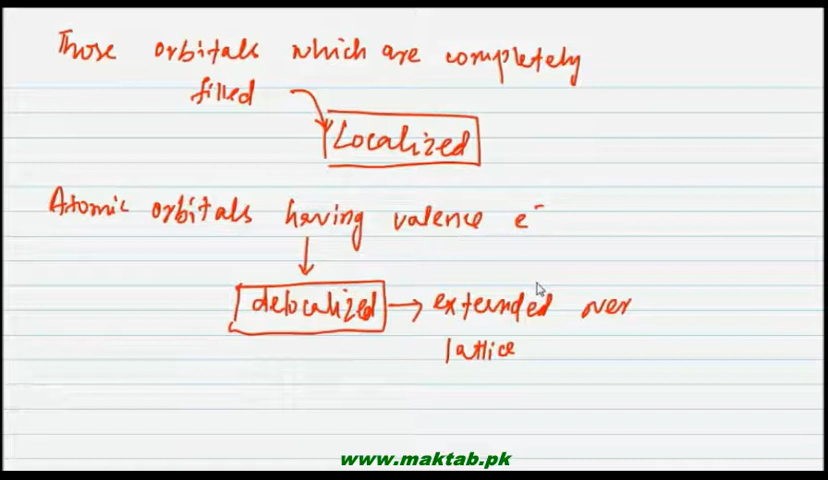 Those orbitals which are completely
filled
Localized
Atomic orbitals having valence e⁻
delocalized → extended over
lattice
www.maktab.pk